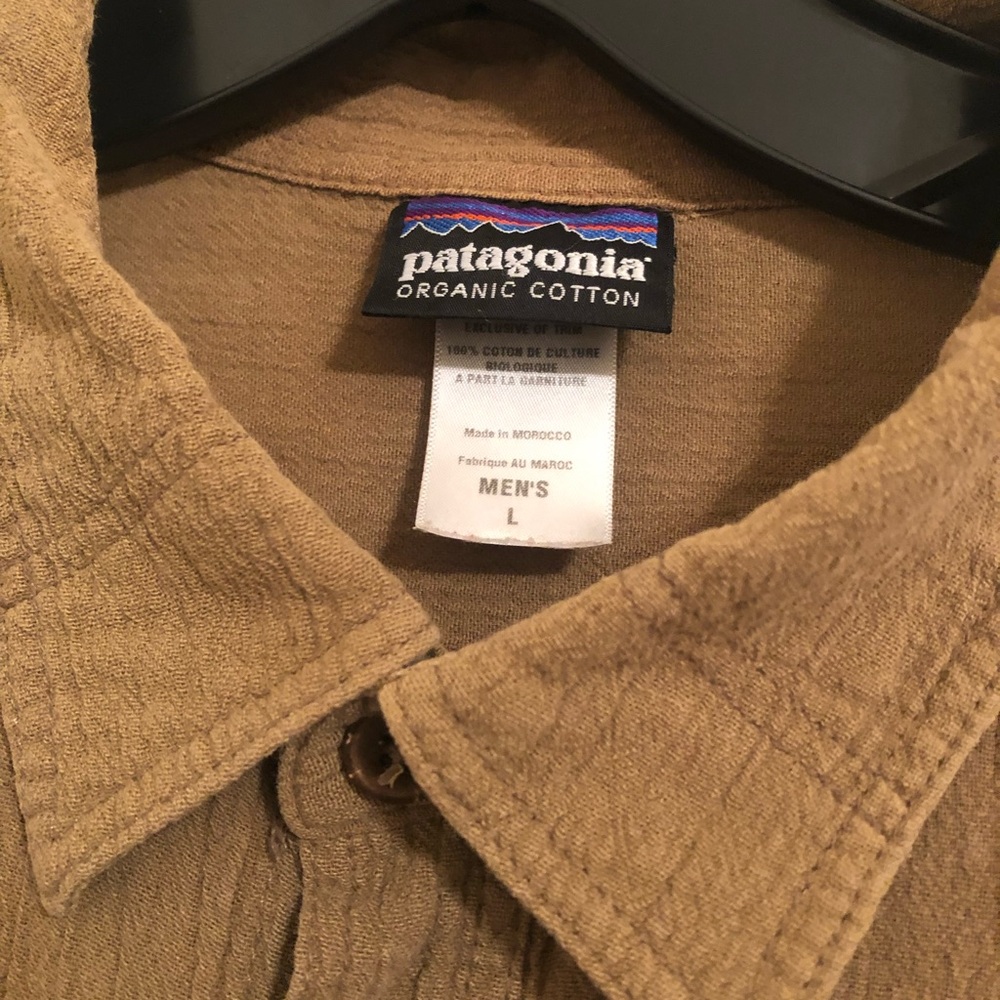 patagonia
ORGANIC COTTON
EXCLUSIVE OF TRIM
100% COTON DE CULTURE
BIOLOGIQUE
A PART LA GARNITURE
Made in MOROCCO
Fabrique AU MAROC
MEN'S
L